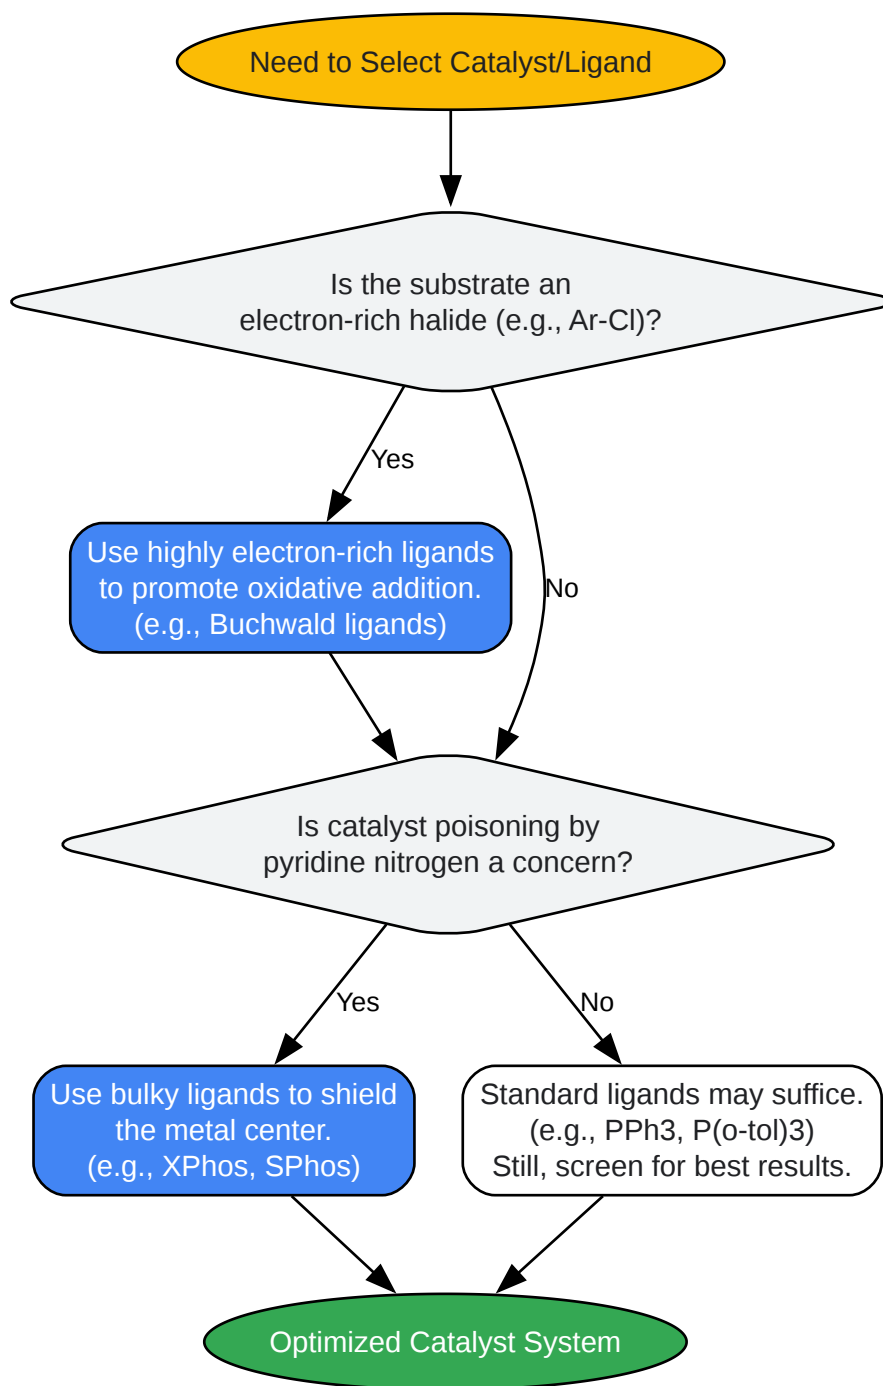 Need to Select Catalyst/Ligand
Is the substrate an
electron-rich halide (e.g., Ar-Cl)?
Yes
Use highly electron-rich ligands
to promote oxidative addition.
(e.g., Buchwald ligands)
No
Is catalyst poisoning by
pyridine nitrogen a concern?
Yes
No
Use bulky ligands to shield
the metal center.
(e.g., XPhos, SPhos)
Standard ligands may suffice.
(e.g., PPh3, P(o-tol)3)
Still, screen for best results.
Optimized Catalyst System